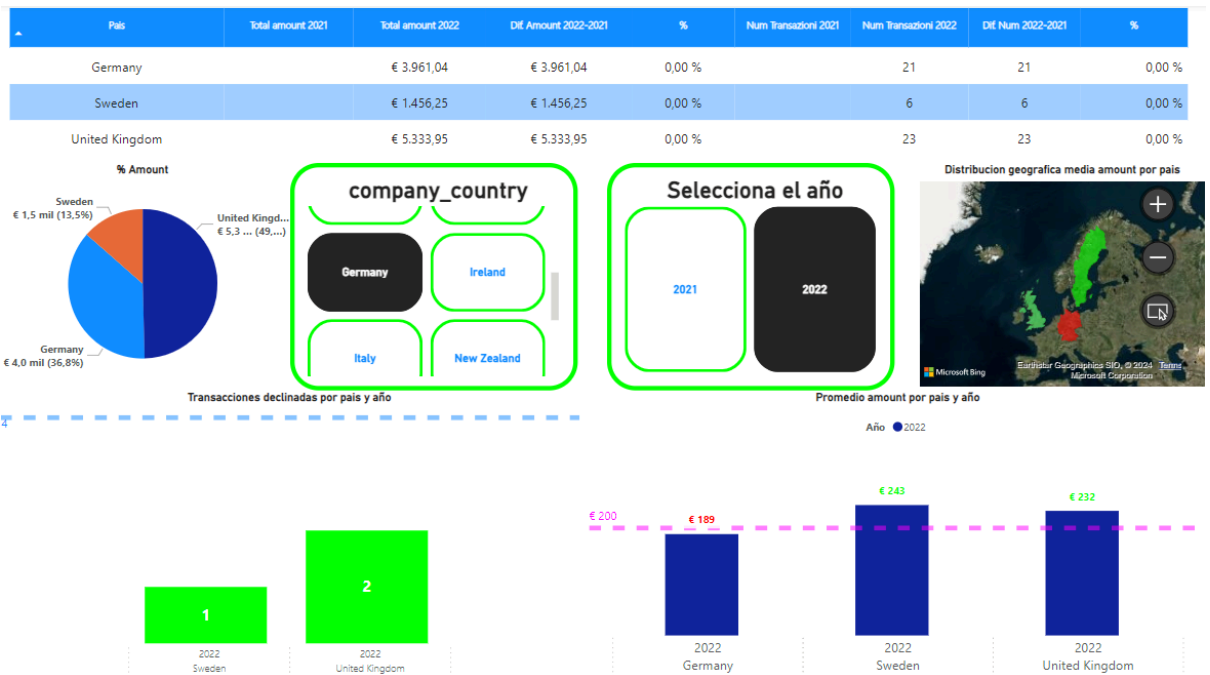 Pais Total amount 2021 Total amount 2022 Dif. Amount 2022-2021 % Num Transazioni 2021 Num Transazioni 2022 Dif. Num 2022-2021 %
Germany € 3.961,04 € 3.961,04 0,00 % 21 21 0,00 %
Sweden € 1.456,25 € 1.456,25 0,00 % 6 6 0,00 %
United Kingdom € 5.333,95 € 5.333,95 0,00 % 23 23 0,00 %
% Amount
Sweden
€ 1,5 mil (13,5%)
United Kingd...
€ 5,3 ... (49,...)
Germany
€ 4,0 mil (36,8%)
company_country
Germany Ireland
Italy New Zealand
Selecciona el año
2021 2022
Distribucion geografica media amount por pais
Microsoft Bing
Earthstar Geographics SIO, © 2024 Terms
Microsoft Corporation
Transacciones declinadas por pais y año
4
1
2
2022 2022
Sweden United Kingdom
Promedio amount por pais y año
Año 2022
€ 200
€ 189
€ 243
€ 232
2022 2022 2022
Germany Sweden United Kingdom